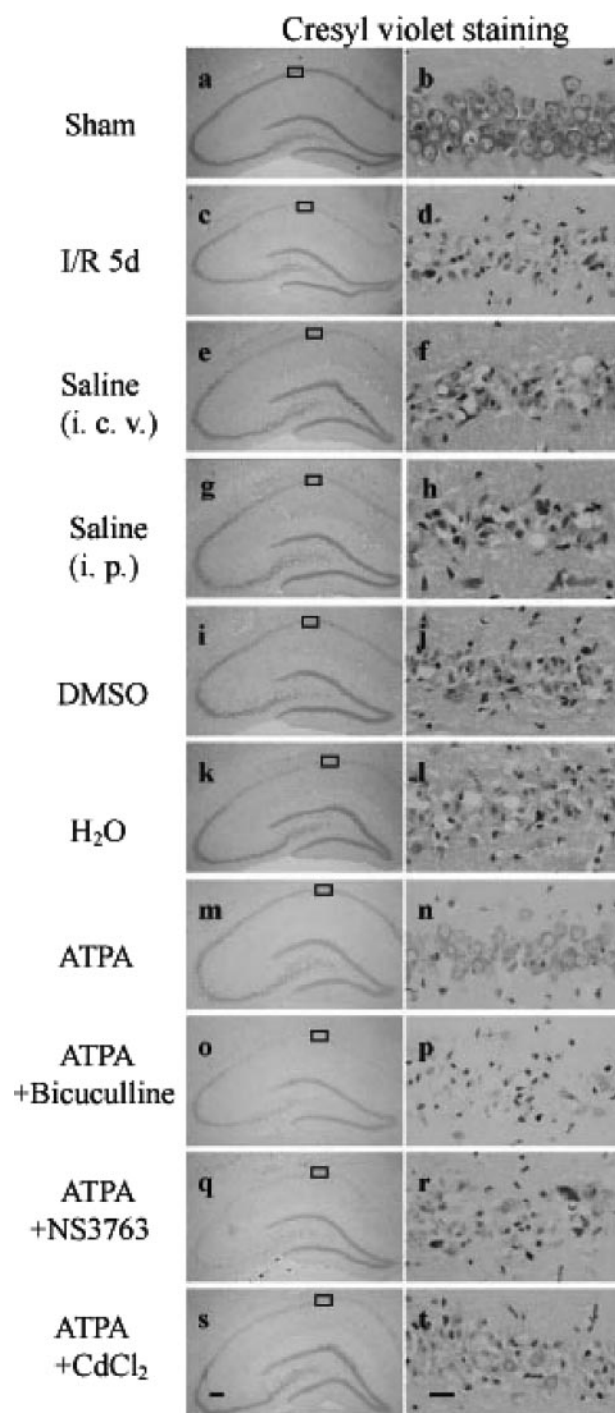 Cresyl violet staining
Sham
a
b
I/R 5d
c
d
Saline
(i. c. v.)
e
f
Saline
(i. p.)
g
h
DMSO
i
j
H₂O
k
l
ATPA
m
n
ATPA
+Bicuculline
o
p
ATPA
+NS3763
q
r
ATPA
+CdCl₂
s
t